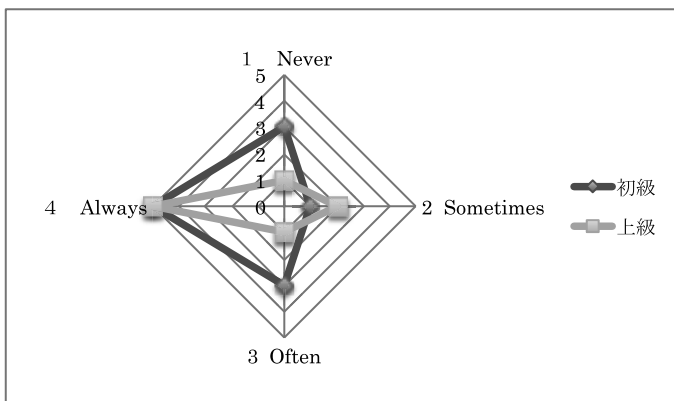 1 Never
5
4
3
2
1
0
4 Always
2 Sometimes
3 Often
初級
上級